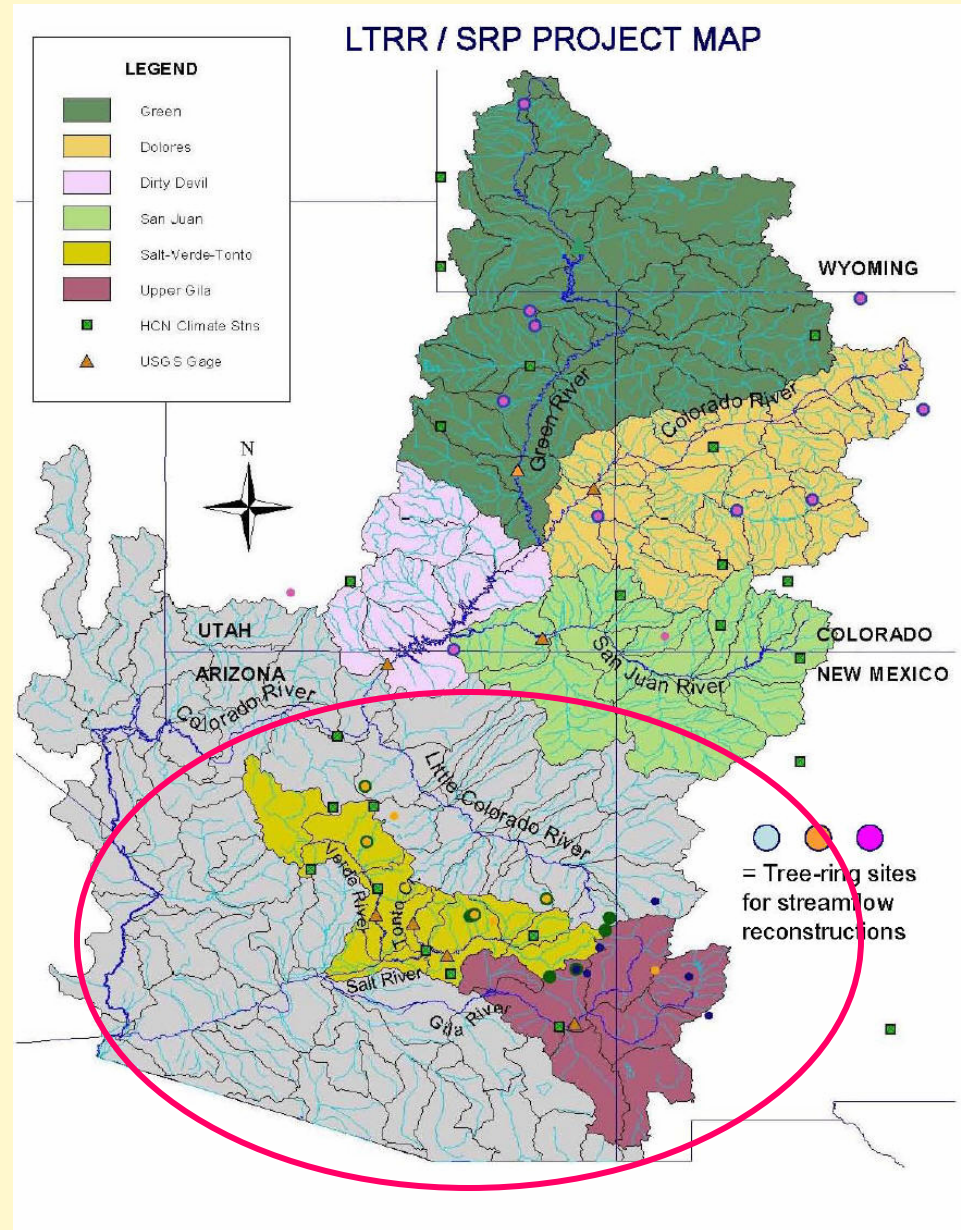 LTRR / SRP PROJECT MAP
LEGEND
Green
Dolores
Dirty Devil
San Juan
Salt-Verde-Tonto
Upper Gila
HCN Climate Stns
USGS Gage
WYOMING
N
Green River
Colorado River
UTAH
COLORADO
ARIZONA
NEW MEXICO
San Juan River
Colorado River
Little Colorado River
Verde River
Tonto Cr.
Salt River
Gila River
= Tree-ring sites
for streamflow
reconstructions